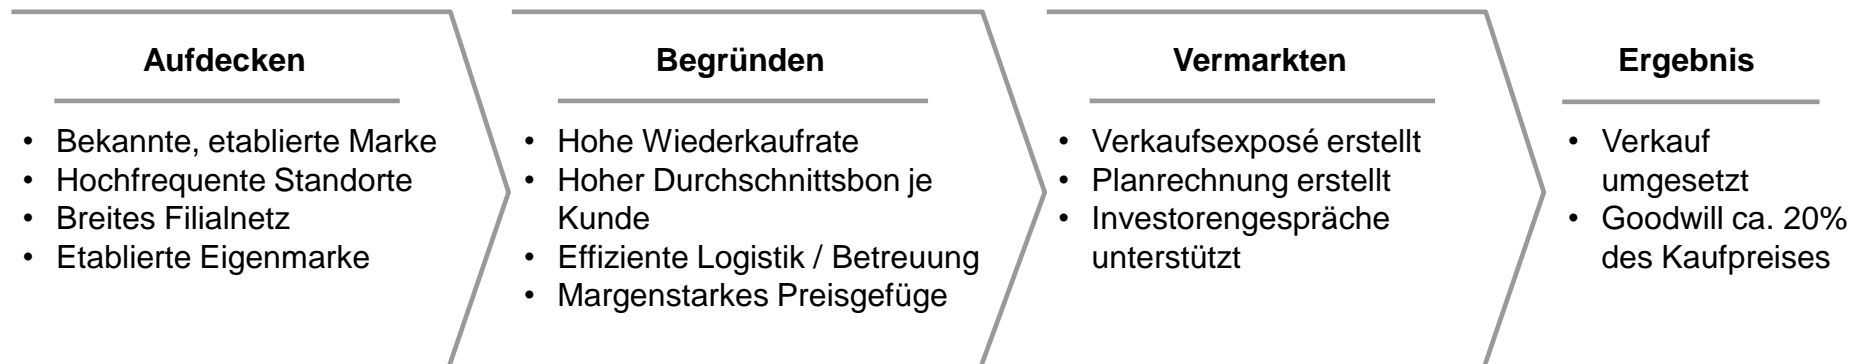 Aufdecken
• Bekannte, etablierte Marke
• Hochfrequente Standorte
• Breites Filialnetz
• Etablierte Eigenmarke
Begründen
• Hohe Wiederkaufrate
• Hoher Durchschnittsbon je
Kunde
• Effiziente Logistik / Betreuung
• Margenstarkes Preisgefüge
Vermarkten
• Verkaufsexposé erstellt
• Planrechnung erstellt
• Investorengespräche
unterstützt
Ergebnis
• Verkauf
umgesetzt
• Goodwill ca. 20%
des Kaufpreises